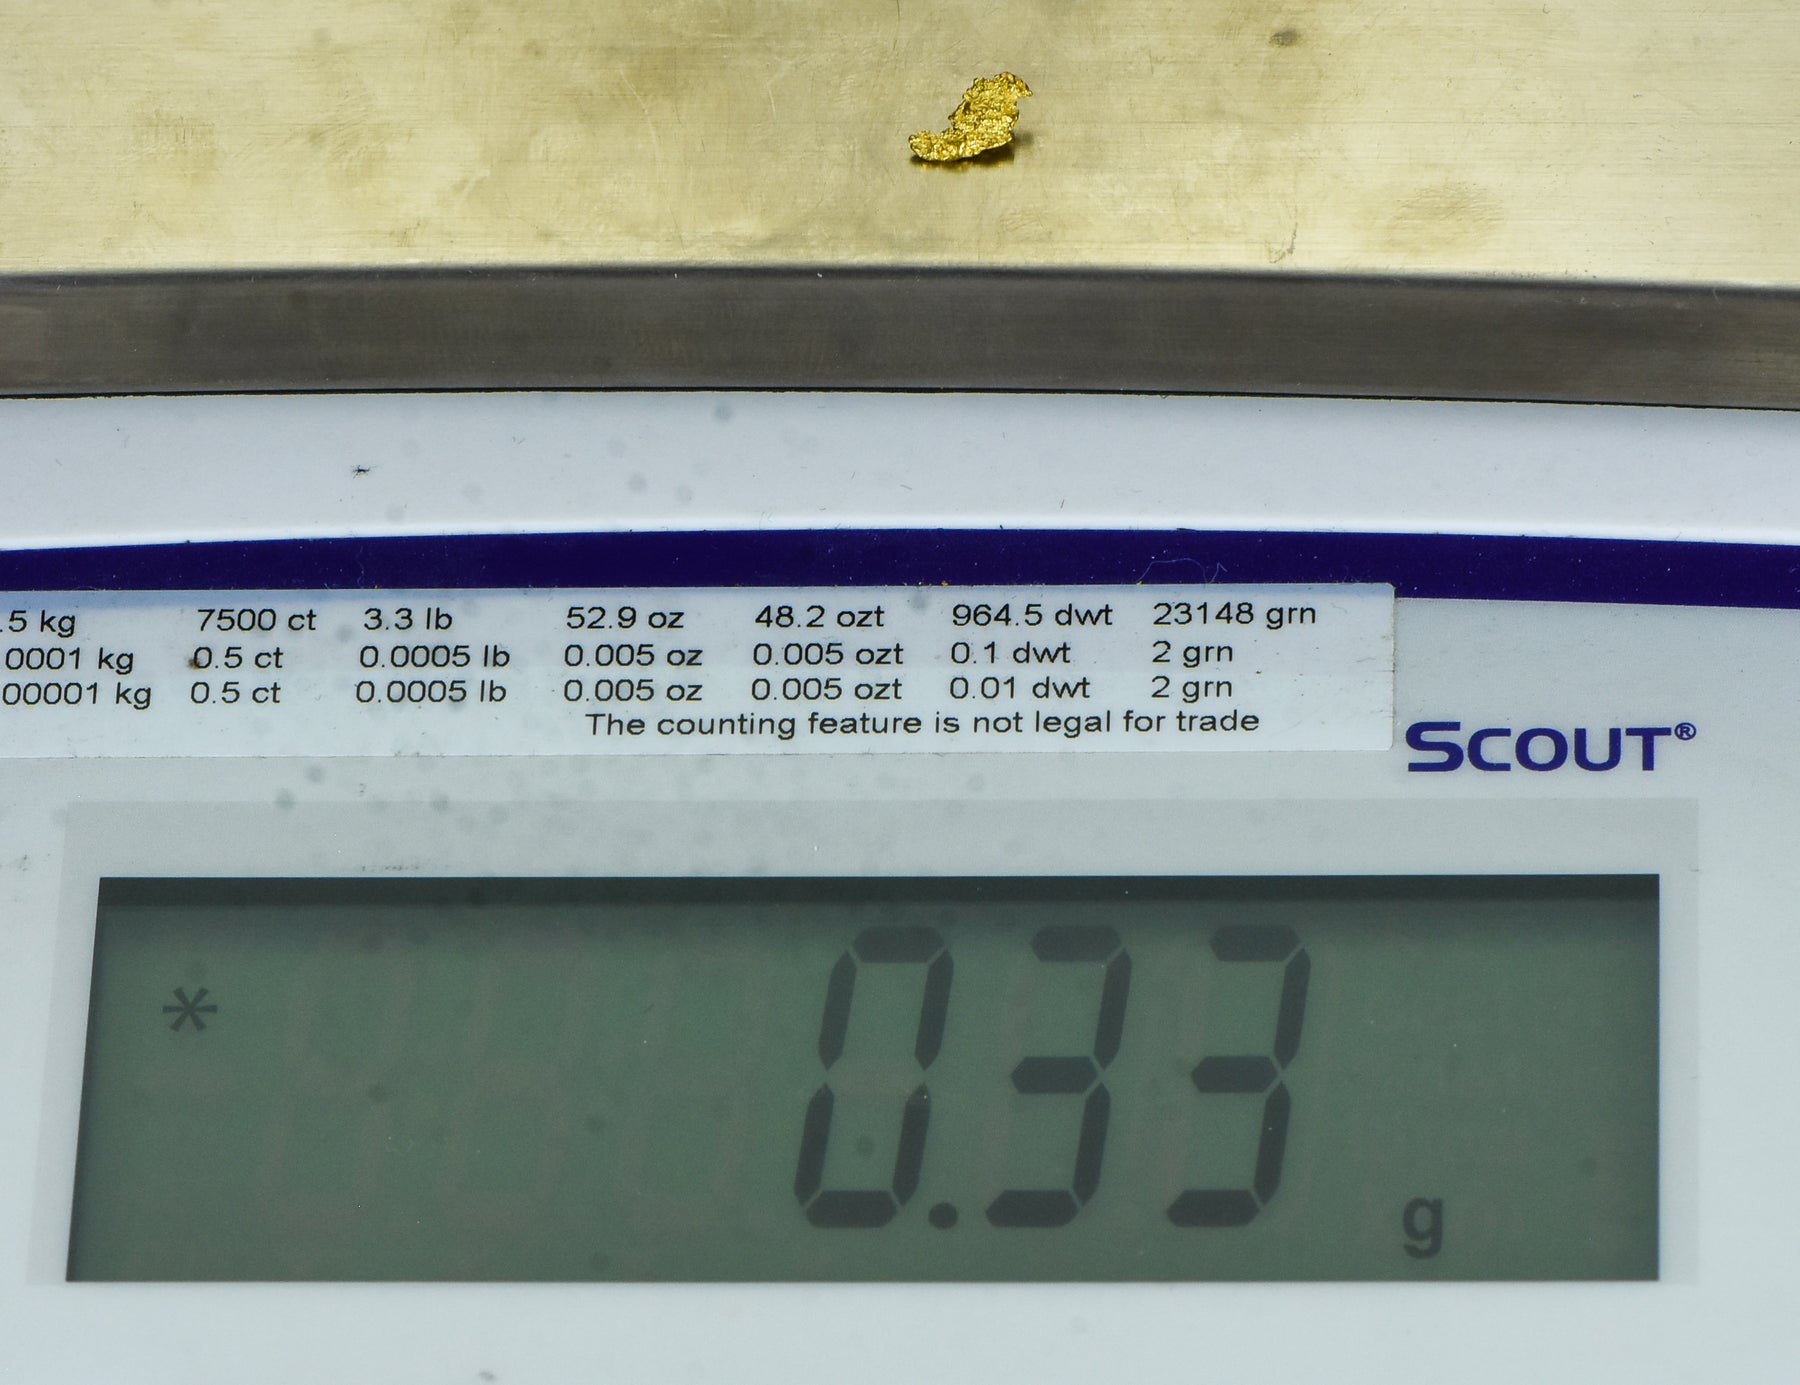 .5 kg 7500 ct 3.3 lb 52.9 oz 48.2 ozt 964.5 dwt 23148 grn
0001 kg 0.5 ct 0.0005 lb 0.005 oz 0.005 ozt 0.1 dwt 2 grn
00001 kg 0.5 ct 0.0005 lb 0.005 oz 0.005 ozt 0.01 dwt 2 grn
The counting feature is not legal for trade
SCOUT®
* 0.33 g